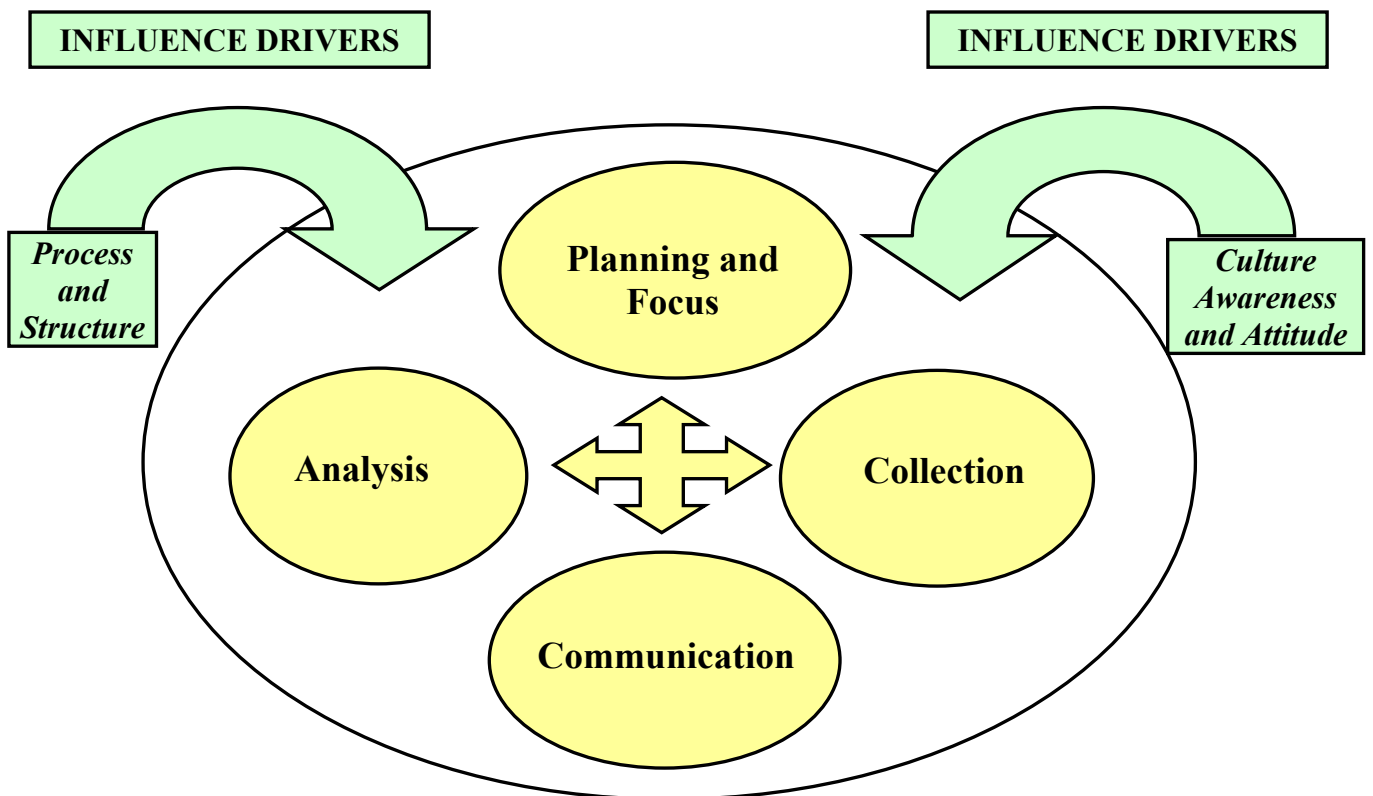 INFLUENCE DRIVERS
INFLUENCE DRIVERS
Process
and
Structure
Culture
Awareness
and Attitude
Planning and
Focus
Analysis
Collection
Communication